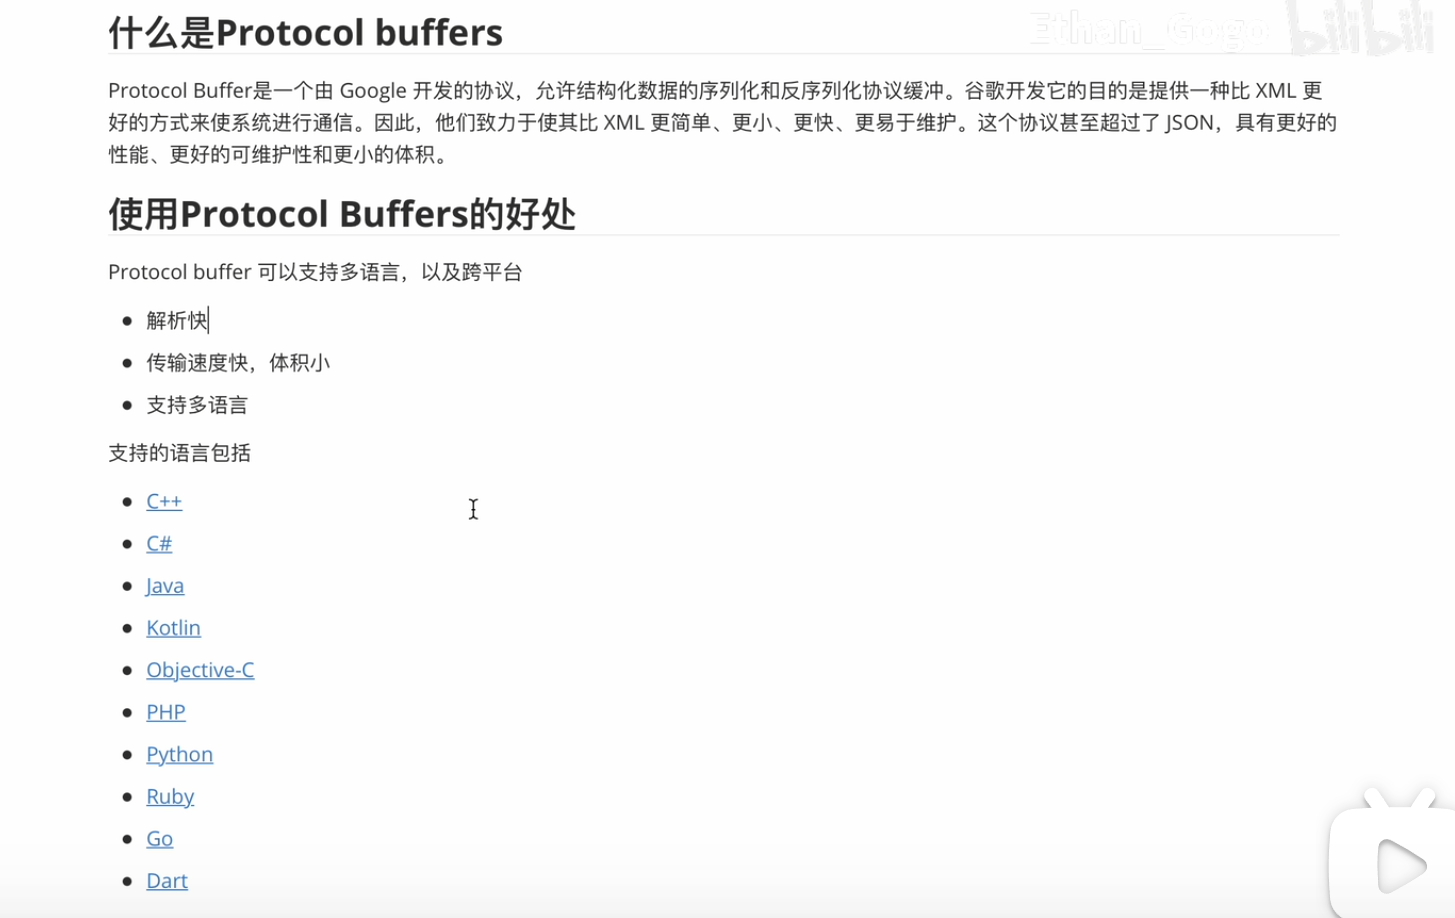 什么是Protocol buffers
Ethan_Gogo bilibili
Protocol Buffer是一个由 Google 开发的协议，允许结构化数据的序列化和反序列化协议缓冲。谷歌开发它的目的是提供一种比 XML 更
好的方式来使系统进行通信。因此，他们致力于使其比 XML 更简单、更小、更快、更易于维护。这个协议甚至超过了 JSON，具有更好的
性能、更好的可维护性和更小的体积。
使用Protocol Buffers的好处
Protocol buffer 可以支持多语言，以及跨平台
解析快
传输速度快，体积小
支持多语言
支持的语言包括
C++
C#
Java
Kotlin
Objective-C
PHP
Python
Ruby
Go
Dart